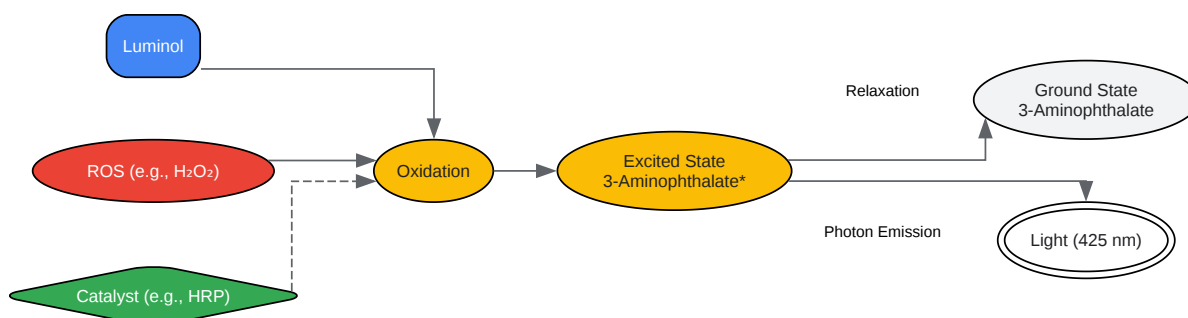 Luminol
ROS (e.g., H₂O₂)
Catalyst (e.g., HRP)
Oxidation
Excited State
3-Aminophthalate*
Relaxation
Photon Emission
Ground State
3-Aminophthalate
Light (425 nm)